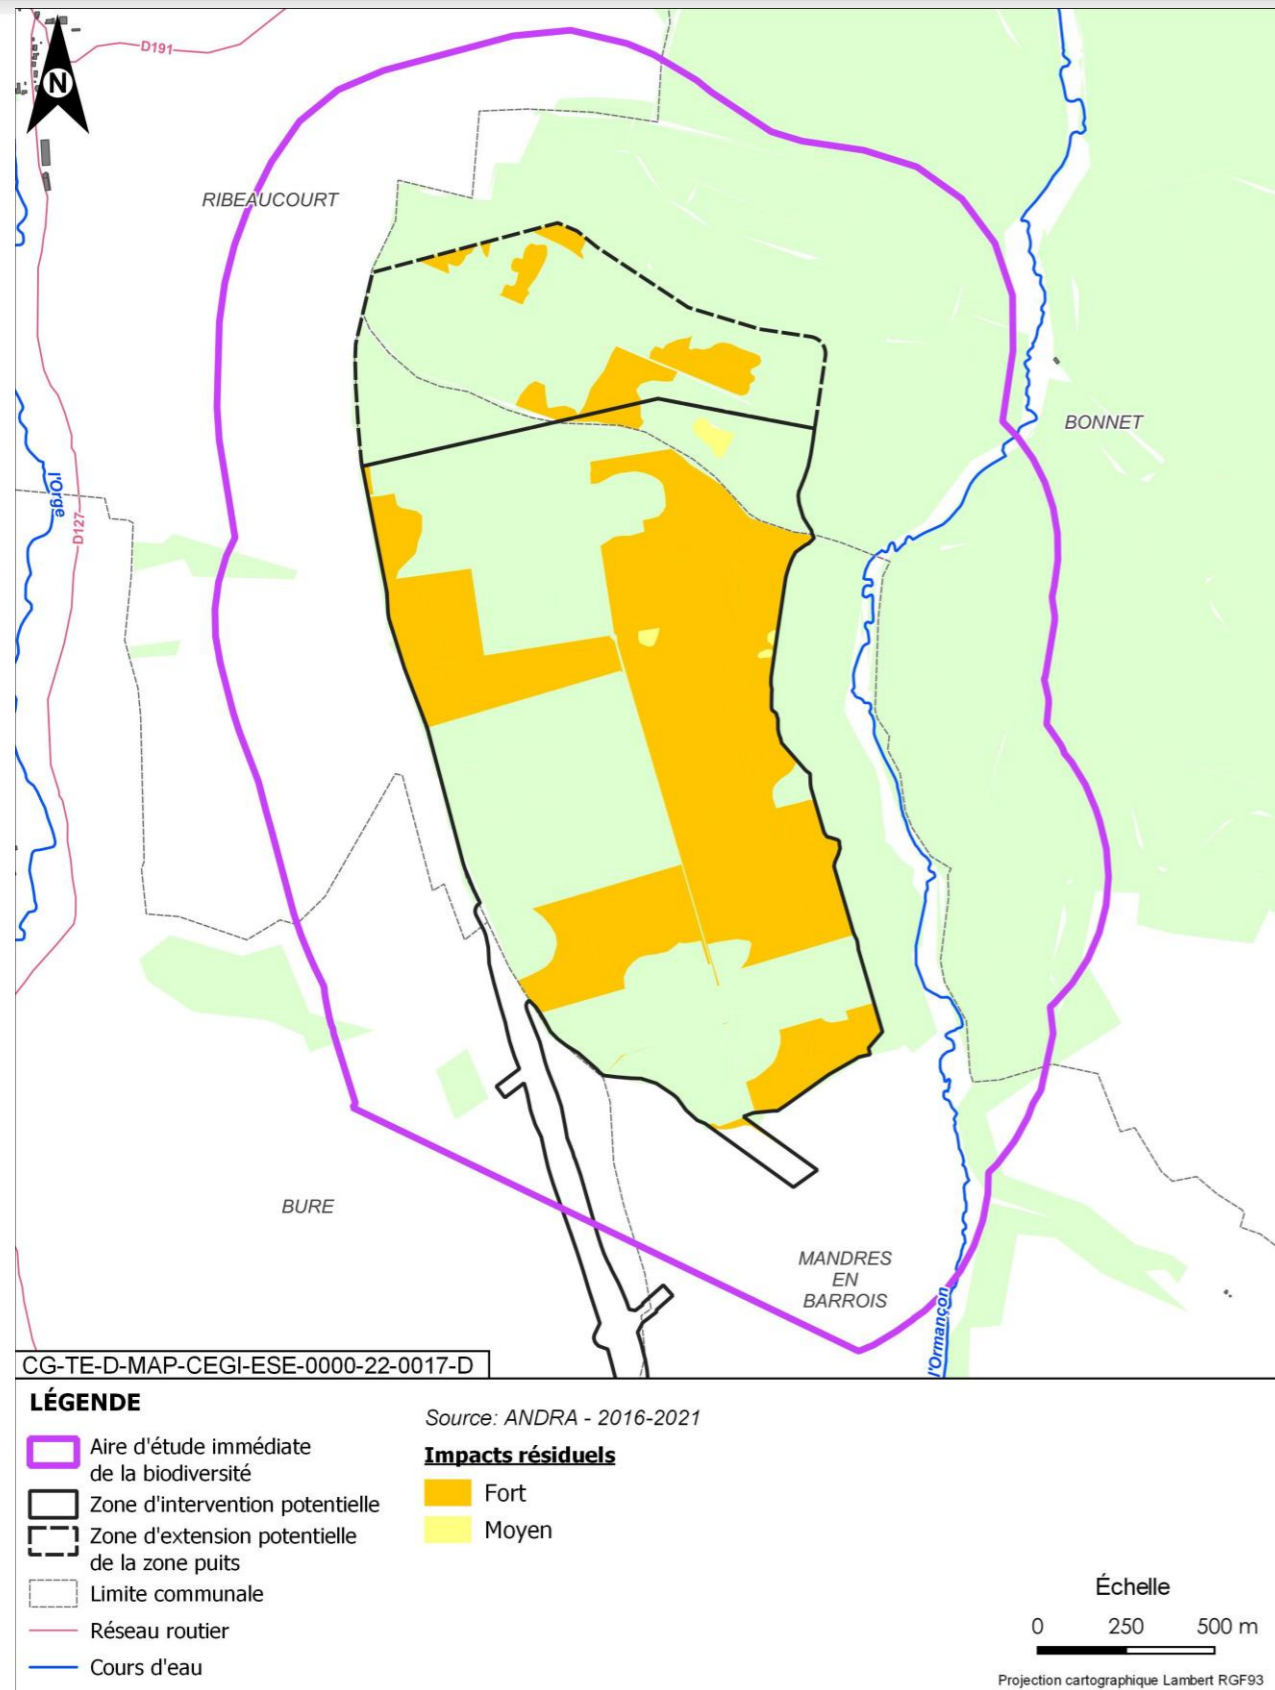 D191
N
RIBEAUCOURT
BONNET
l'Orge
D127
BURE
MANDRES
EN
BARROIS
l'Ormançon
CG-TE-D-MAP-CEGI-ESE-0000-22-0017-D
LÉGENDE
Aire d'étude immédiate
de la biodiversité
Zone d'intervention potentielle
Zone d'extension potentielle
de la zone puits
Limite communale
Réseau routier
Cours d'eau
Source: ANDRA - 2016-2021
Impacts résiduels
Fort
Moyen
Échelle
0 250 500 m
Projection cartographique Lambert RGF93